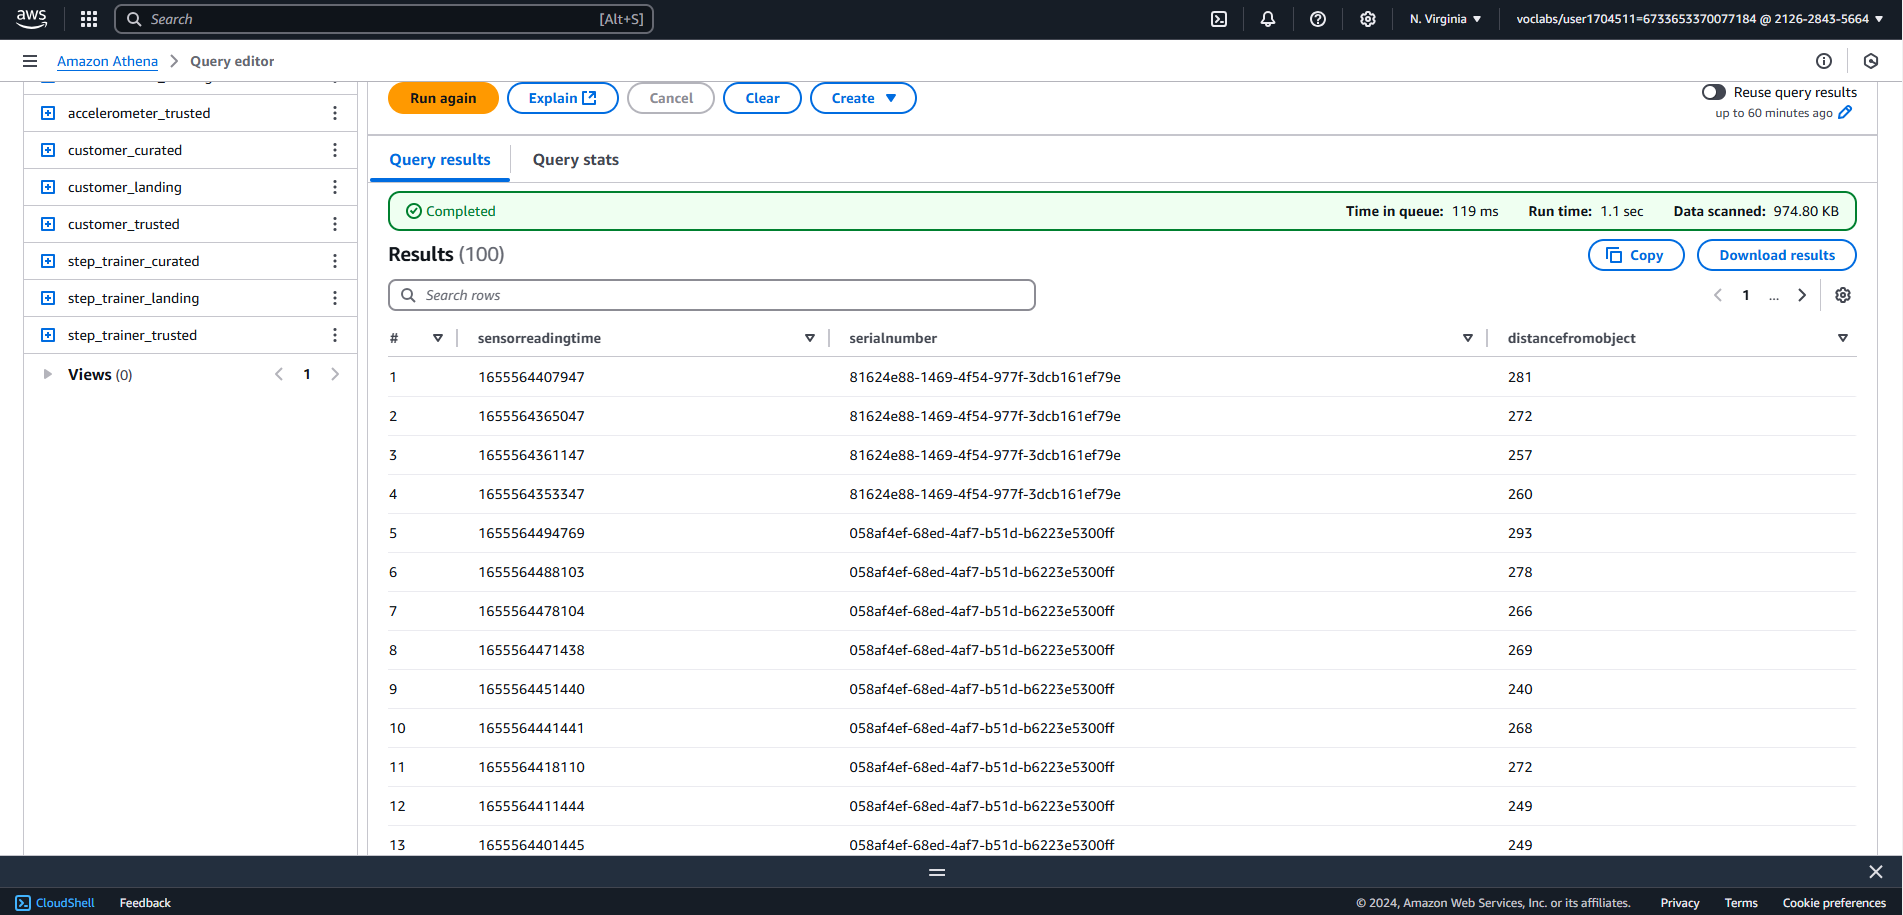 aws Search [Alt+S] N. Virginia ▼ voclabs/user1704511=6733653370077184 @ 2126-2843-5664 ▼
Amazon Athena > Query editor
Run again Explain Cancel Clear Create ▼ Reuse query results
up to 60 minutes ago
accelerometer_trusted
customer_curated
customer_landing
customer_trusted
step_trainer_curated
step_trainer_landing
step_trainer_trusted
Views (0) < 1 >
Query results Query stats
Completed Time in queue: 119 ms Run time: 1.1 sec Data scanned: 974.80 KB
Results (100) Copy Download results
Search rows < 1 ... >
# sensorreadingtime serialnumber distancefromobject
1 1655564407947 81624e88-1469-4f54-977f-3dcb161ef79e 281
2 1655564365047 81624e88-1469-4f54-977f-3dcb161ef79e 272
3 1655564361147 81624e88-1469-4f54-977f-3dcb161ef79e 257
4 1655564353347 81624e88-1469-4f54-977f-3dcb161ef79e 260
5 1655564494769 058af4ef-68ed-4af7-b51d-b6223e5300ff 293
6 1655564488103 058af4ef-68ed-4af7-b51d-b6223e5300ff 278
7 1655564478104 058af4ef-68ed-4af7-b51d-b6223e5300ff 266
8 1655564471438 058af4ef-68ed-4af7-b51d-b6223e5300ff 269
9 1655564451440 058af4ef-68ed-4af7-b51d-b6223e5300ff 240
10 1655564441441 058af4ef-68ed-4af7-b51d-b6223e5300ff 268
11 1655564418110 058af4ef-68ed-4af7-b51d-b6223e5300ff 272
12 1655564411444 058af4ef-68ed-4af7-b51d-b6223e5300ff 249
13 1655564401445 058af4ef-68ed-4af7-b51d-b6223e5300ff 249
CloudShell Feedback © 2024, Amazon Web Services, Inc. or its affiliates. Privacy Terms Cookie preferences